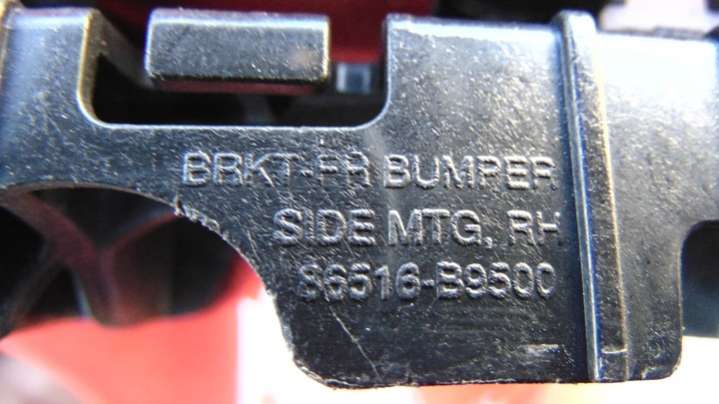 BRKT-FR BUMPER
SIDE MTG, RH
86516-B9500